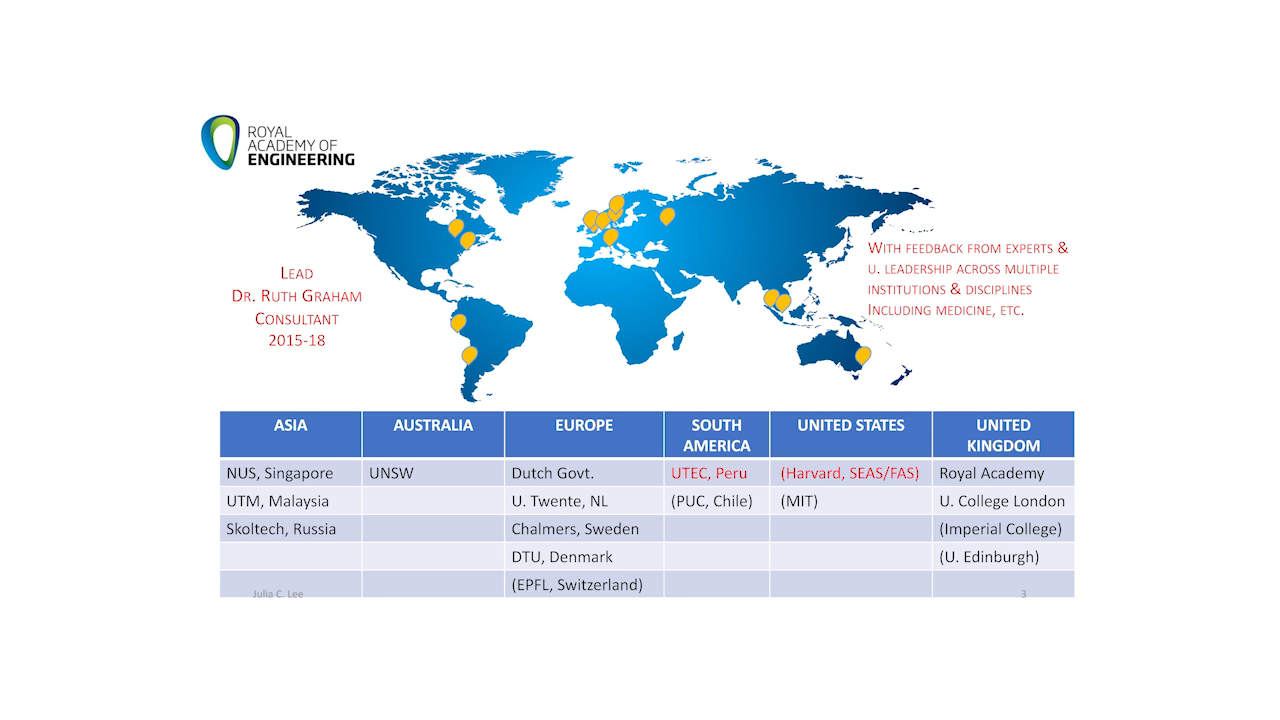 ROYAL
ACADEMY OF
ENGINEERING
LEAD
DR. RUTH GRAHAM
CONSULTANT
2015-18
WITH FEEDBACK FROM EXPERTS &
U. LEADERSHIP ACROSS MULTIPLE
INSTITUTIONS & DISCIPLINES
INCLUDING MEDICINE, ETC.
ASIA AUSTRALIA EUROPE SOUTH AMERICA UNITED STATES UNITED KINGDOM
NUS, Singapore UNSW Dutch Govt. UTEC, Peru (Harvard, SEAS/FAS) Royal Academy
UTM, Malaysia U. Twente, NL (PUC, Chile) (MIT) U. College London
Skoltech, Russia Chalmers, Sweden (Imperial College)
DTU, Denmark (U. Edinburgh)
(EPFL, Switzerland)
Julia C. Lee 3